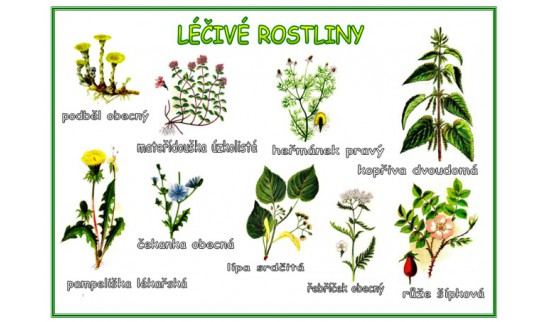 LÉČIVÉ ROSTLINY
podběl obecný
mateřídouška úzkolistá
heřmánek pravý
kopřiva dvoudomá
pampeliška lékařská
čekanka obecná
lípa srdčitá
řebříček obecný
růže šípková